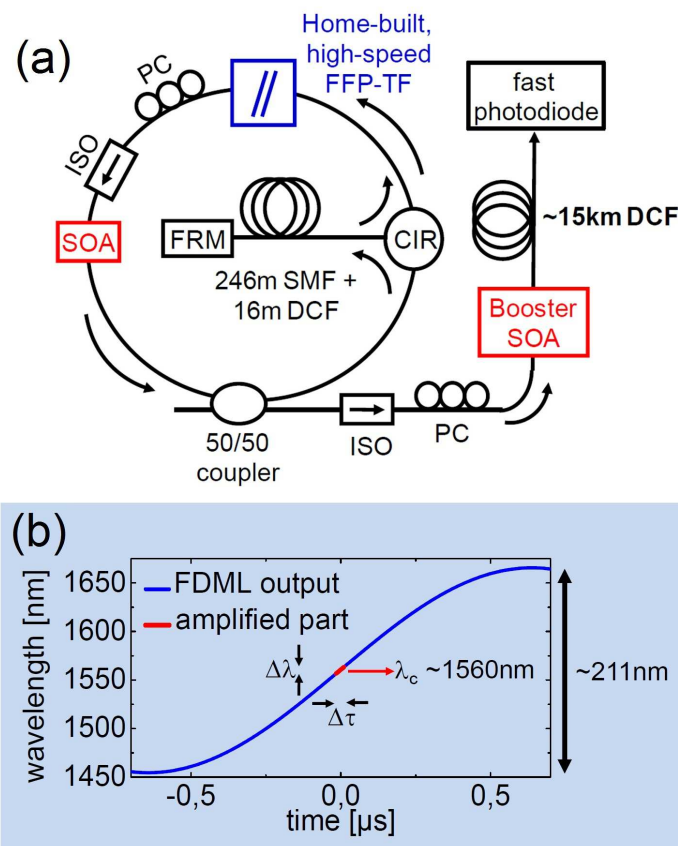 (a)
Home-built,
high-speed
FFP-TF
PC
ISO
SOA
FRM
CIR
246m SMF +
16m DCF
50/50
coupler
ISO
PC
fast
photodiode
~15km DCF
Booster
SOA
(b)
wavelength [nm]
1650
1600
1550
1500
1450
FDML output
amplified part
Δλ
Δτ
λc ~1560nm
~211nm
-0,5
0,0
0,5
time [µs]